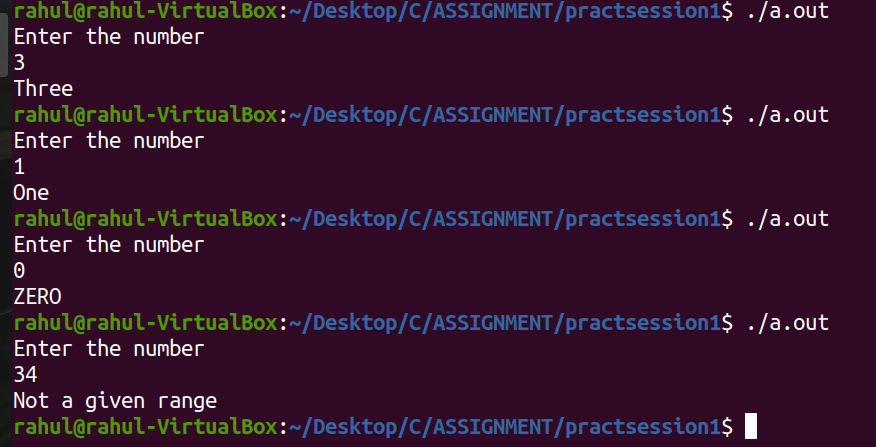 rahul@rahul-VirtualBox:~/Desktop/C/ASSIGNMENT/practsession1$ ./a.out
Enter the number
3
Three
rahul@rahul-VirtualBox:~/Desktop/C/ASSIGNMENT/practsession1$ ./a.out
Enter the number
1
One
rahul@rahul-VirtualBox:~/Desktop/C/ASSIGNMENT/practsession1$ ./a.out
Enter the number
0
ZERO
rahul@rahul-VirtualBox:~/Desktop/C/ASSIGNMENT/practsession1$ ./a.out
Enter the number
34
Not a given range
rahul@rahul-VirtualBox:~/Desktop/C/ASSIGNMENT/practsession1$